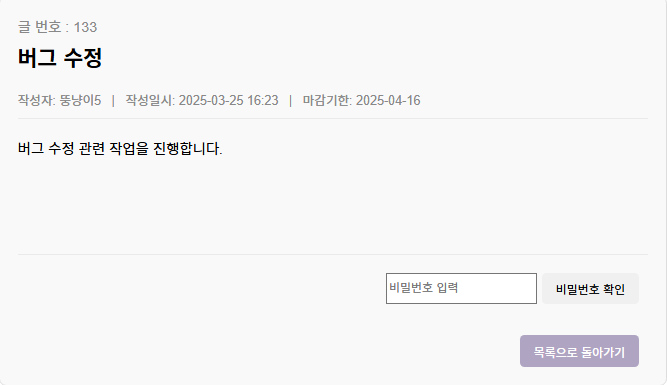 글 번호 : 133
버그 수정
작성자: 뚱냥이5 | 작성일시: 2025-03-25 16:23 | 마감기한: 2025-04-16
버그 수정 관련 작업을 진행합니다.
비밀번호 입력 비밀번호 확인
목록으로 돌아가기